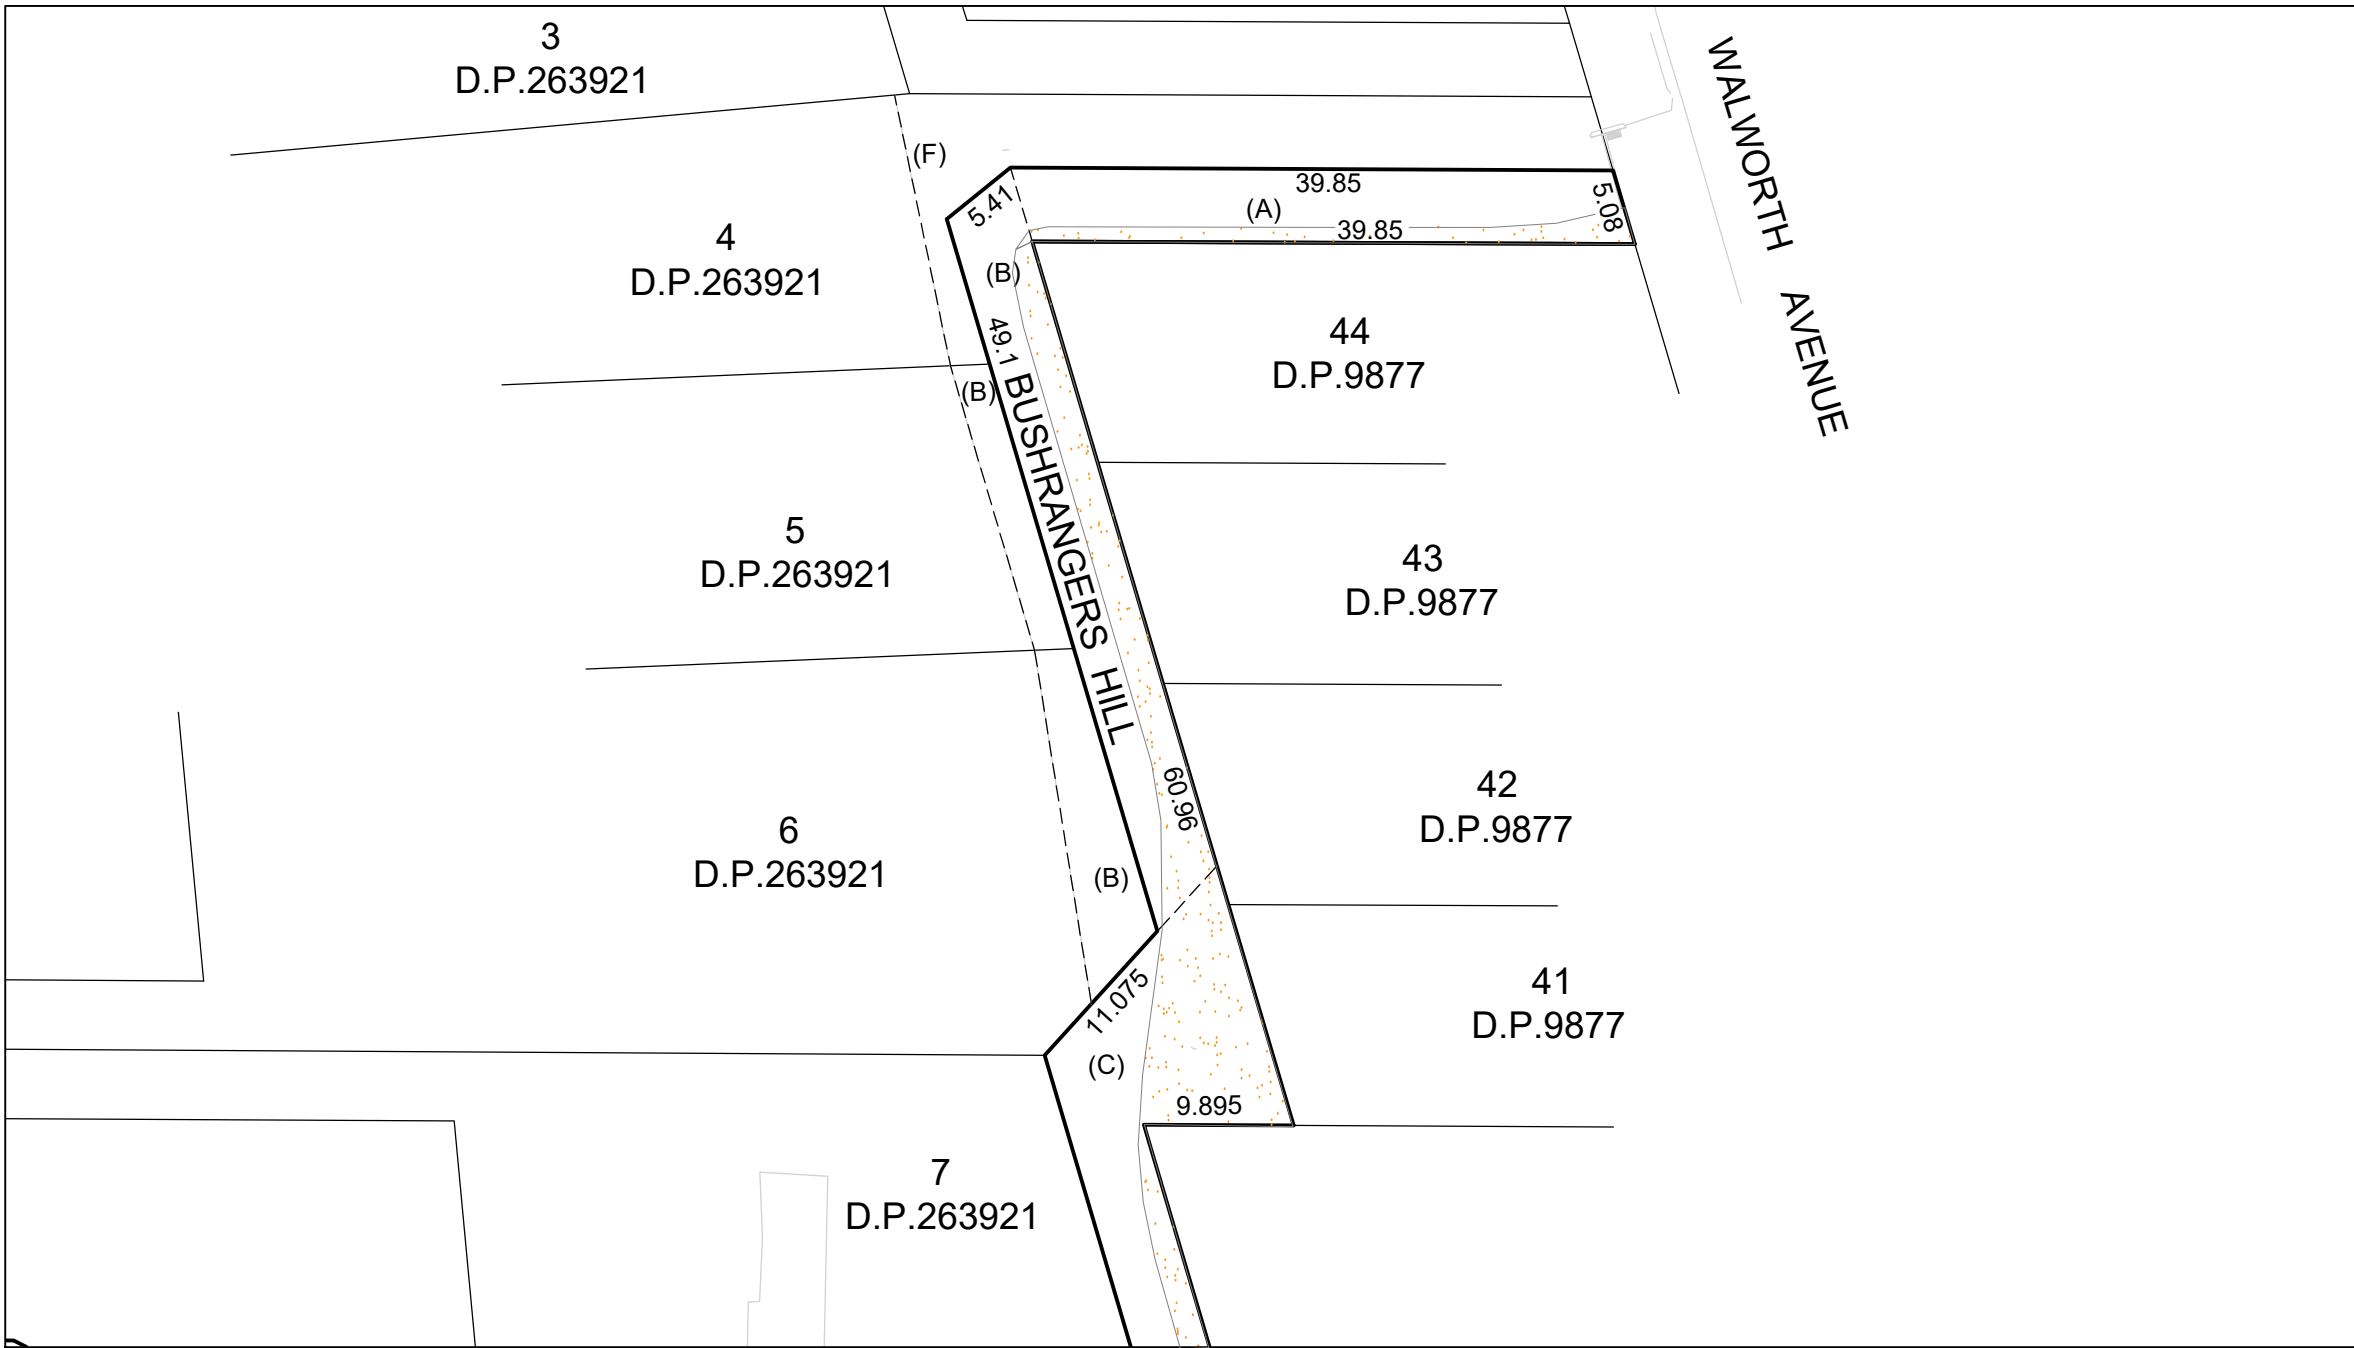 3
D.P.263921
WALWORTH AVENUE
(F)
39.85
5.41
(A)
5.08
39.85
4
D.P.263921
(B)
49.1
44
D.P.9877
(B)
BUSHRANGERS HILL
5
D.P.263921
43
D.P.9877
60.96
42
D.P.9877
6
D.P.263921
(B)
11.075
41
D.P.9877
(C)
9.895
7
D.P.263921